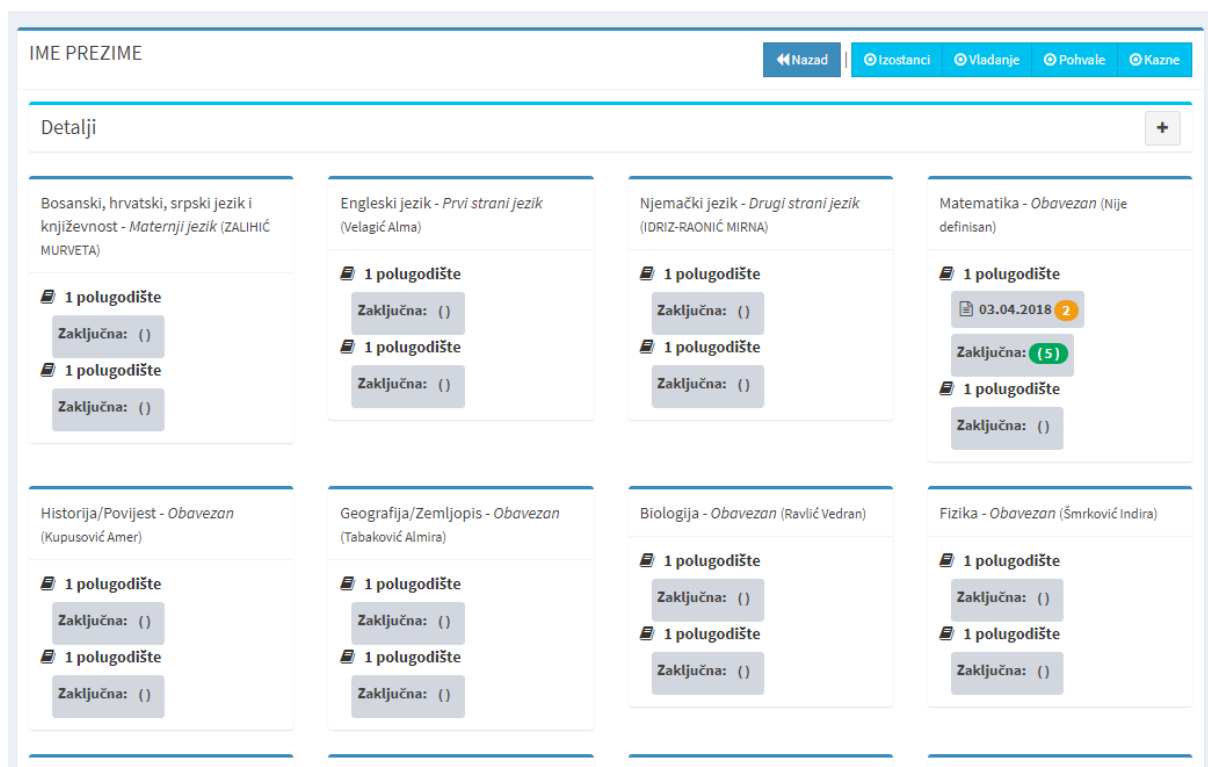 IME PREZIME
Nazad | Izostanci Vladanje Pohvale Kazne
Detalji
Bosanski, hrvatski, srpski jezik i
književnost - Maternji jezik (ZALIHIĆ
MURVETA)
1 polugodište
Zaključna: ()
1 polugodište
Zaključna: ()
Engleski jezik - Prvi strani jezik
(Velagić Alma)
1 polugodište
Zaključna: ()
1 polugodište
Zaključna: ()
Njemački jezik - Drugi strani jezik
(IDRIZ-RAONIĆ MIRNA)
1 polugodište
Zaključna: ()
1 polugodište
Zaključna: ()
Matematika - Obavezan (Nije
definisan)
1 polugodište
03.04.2018 2
Zaključna: (5)
1 polugodište
Zaključna: ()
Historija/Povijest - Obavezan
(Kupusović Amer)
1 polugodište
Zaključna: ()
1 polugodište
Zaključna: ()
Geografija/Zemljopis - Obavezan
(Tabaković Almira)
1 polugodište
Zaključna: ()
1 polugodište
Zaključna: ()
Biologija - Obavezan (Ravlić Vedran)
1 polugodište
Zaključna: ()
1 polugodište
Zaključna: ()
Fizika - Obavezan (Šmrković Indira)
1 polugodište
Zaključna: ()
1 polugodište
Zaključna: ()